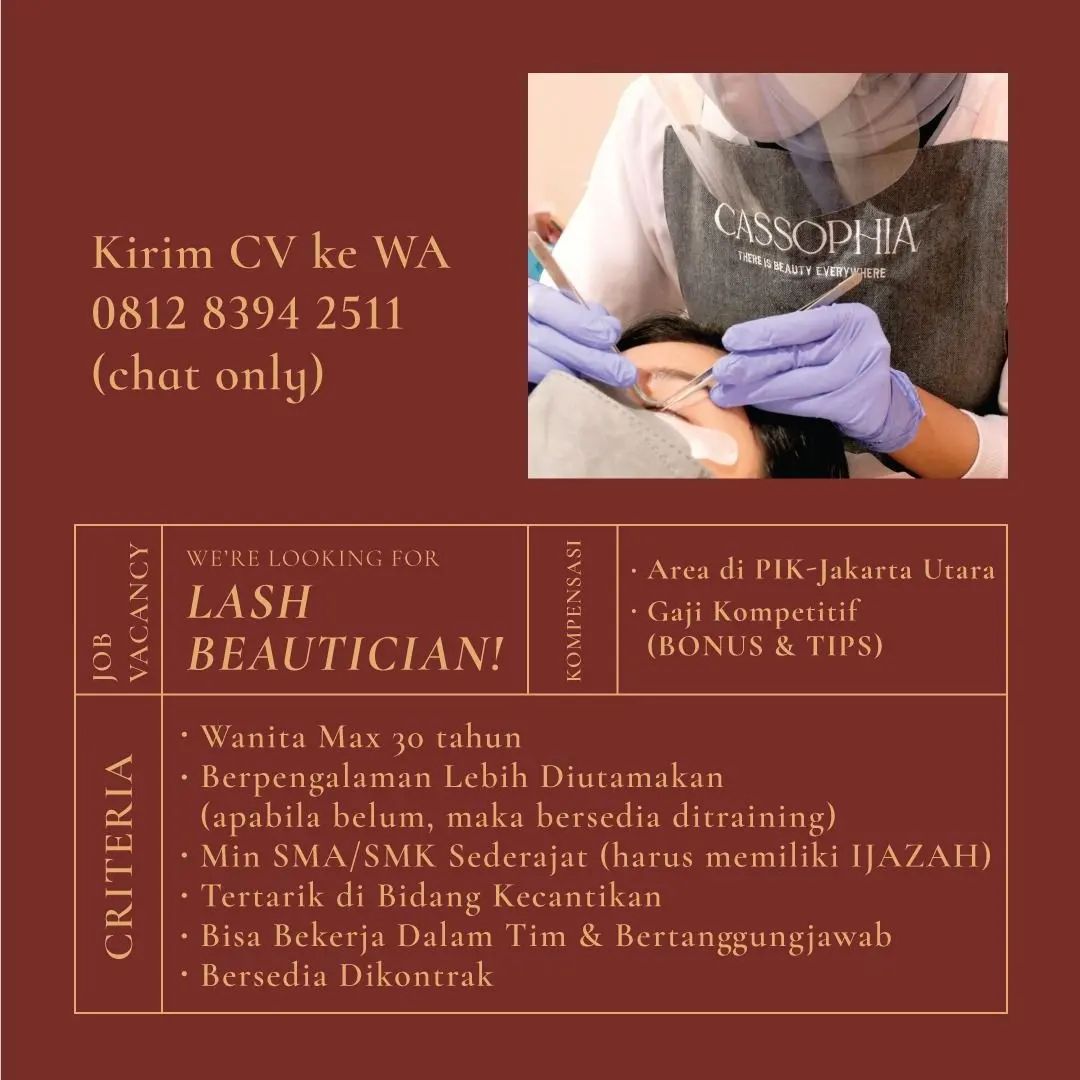 Kirim CV ke WA
0812 8394 2511
(chat only)
CASSOPHIA
THERE IS BEAUTY EVERYWHERE
JOB
VACANCY
WE'RE LOOKING FOR
LASH
BEAUTICIAN!
KOMPENSASI
· Area di PIK-Jakarta Utara
· Gaji Kompetitif
(BONUS & TIPS)
CRITERIA
· Wanita Max 30 tahun
· Berpengalaman Lebih Diutamakan
(apabila belum, maka bersedia ditraining)
· Min SMA/SMK Sederajat (harus memiliki IJAZAH)
· Tertarik di Bidang Kecantikan
· Bisa Bekerja Dalam Tim & Bertanggungjawab
· Bersedia Dikontrak